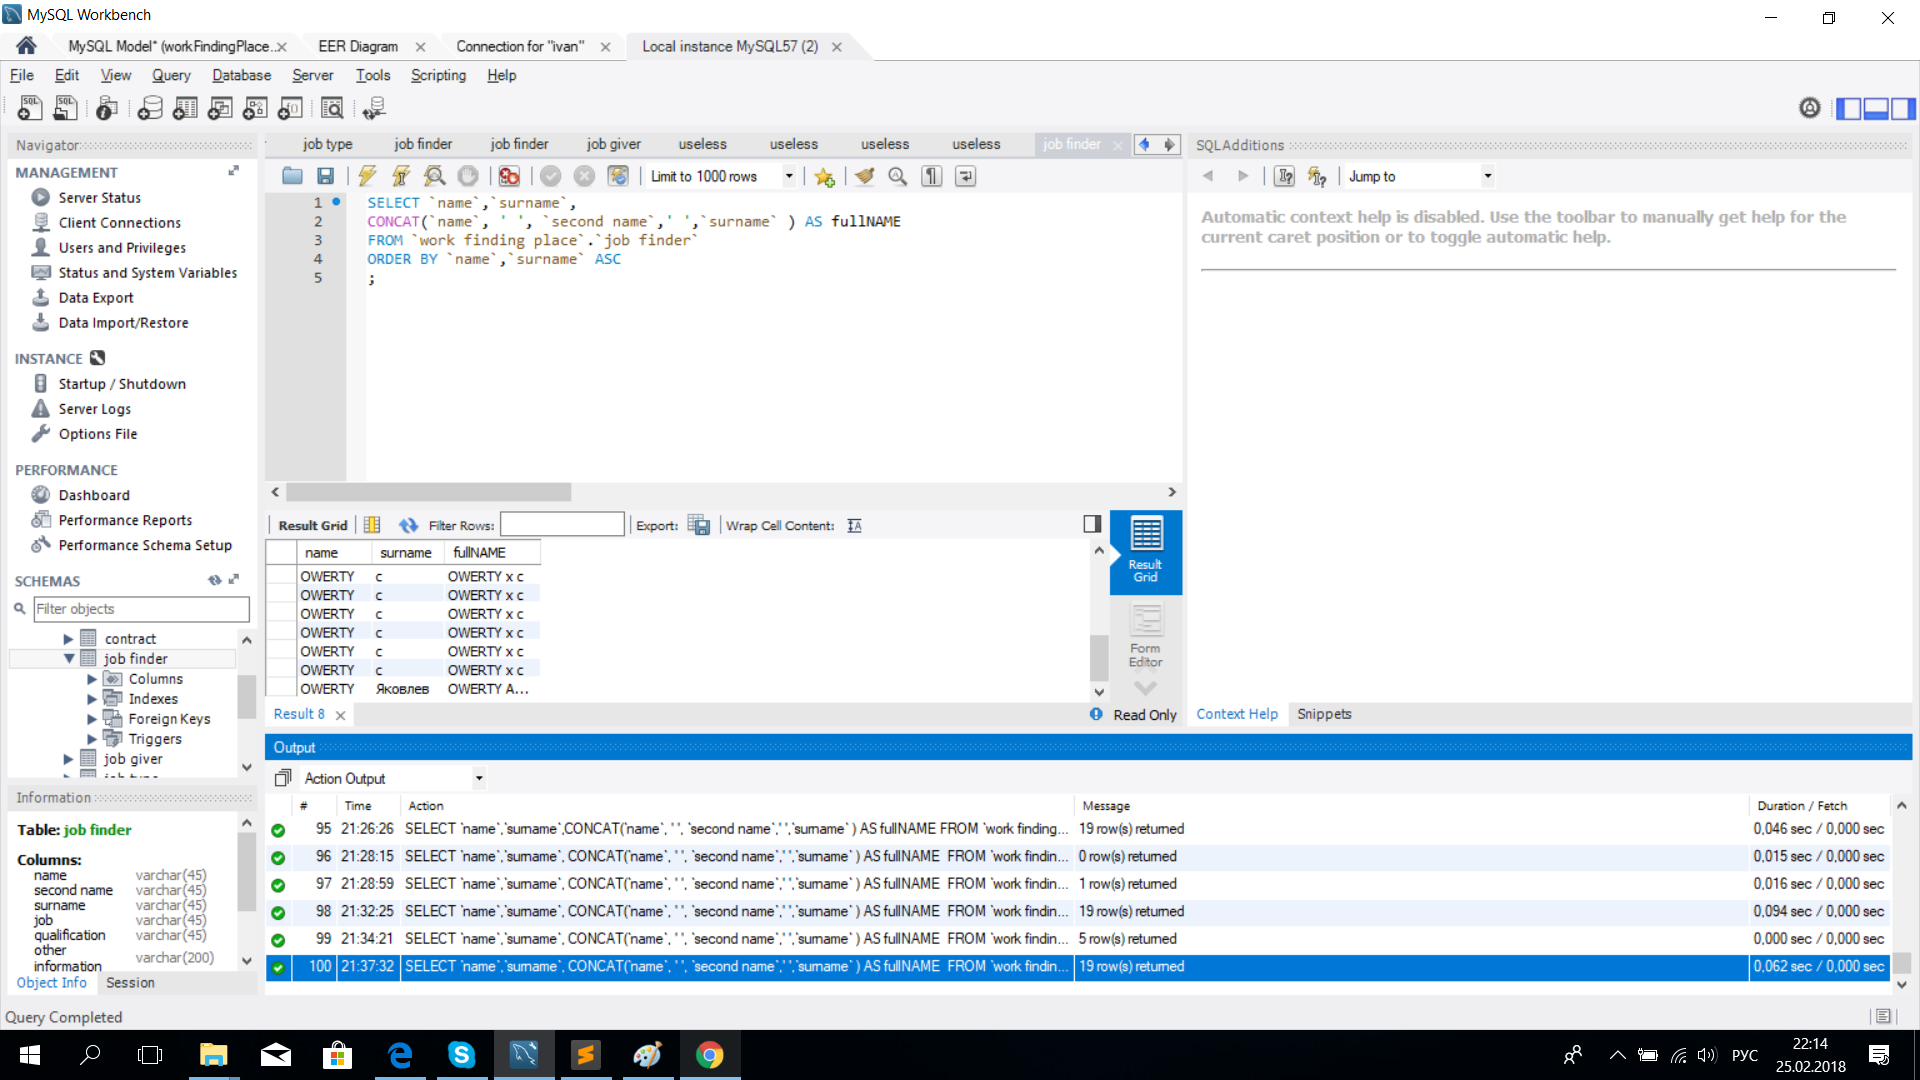 MySQL Workbench
MySQL Model* (workFindingPlace... EER Diagram Connection for "ivan" Local instance MySQL57 (2)
File Edit View Query Database Server Tools Scripting Help
Navigator
MANAGEMENT
Server Status
Client Connections
Users and Privileges
Status and System Variables
Data Export
Data Import/Restore
INSTANCE
Startup / Shutdown
Server Logs
Options File
PERFORMANCE
Dashboard
Performance Reports
Performance Schema Setup
SCHEMAS
Filter objects
contract
job finder
Columns
Indexes
Foreign Keys
Triggers
job giver
Information
Table: job finder
Columns:
name varchar(45)
second name varchar(45)
surname varchar(45)
job varchar(45)
qualification varchar(45)
other
information varchar(200)
Object Info Session
Query Completed
job type job finder job finder job giver useless useless useless useless job finder
Limit to 1000 rows
1 SELECT `name`,`surname`,
2 CONCAT(`name`, ' ', `second name`,' ',`surname` ) AS fullNAME
3 FROM `work finding place`.`job finder`
4 ORDER BY `name`,`surname` ASC
5 ;
Result Grid Filter Rows: Export: Wrap Cell Content:
name surname fullNAME
QWERTY c QWERTY x c
QWERTY c QWERTY x c
QWERTY c QWERTY x c
QWERTY c QWERTY x c
QWERTY c QWERTY x c
QWERTY c QWERTY x c
QWERTY Яковлев QWERTY А...
Result Grid
Form Editor
Result 8 Read Only
SQLAdditions
Jump to
Automatic context help is disabled. Use the toolbar to manually get help for the
current caret position or to toggle automatic help.
Context Help Snippets
Output
Action Output
# Time Action Message Duration / Fetch
95 21:26:26 SELECT `name`,`surname`,CONCAT(`name`, ' ', `second name`,' ',`surname` ) AS fullNAME FROM `work finding... 19 row(s) returned 0,046 sec / 0,000 sec
96 21:28:15 SELECT `name`,`surname`, CONCAT(`name`, ' ', `second name`,' ',`surname` ) AS fullNAME FROM `work findin... 0 row(s) returned 0,015 sec / 0,000 sec
97 21:28:59 SELECT `name`,`surname`, CONCAT(`name`, ' ', `second name`,' ',`surname` ) AS fullNAME FROM `work findin... 1 row(s) returned 0,016 sec / 0,000 sec
98 21:32:25 SELECT `name`,`surname`, CONCAT(`name`, ' ', `second name`,' ',`surname` ) AS fullNAME FROM `work findin... 19 row(s) returned 0,094 sec / 0,000 sec
99 21:34:21 SELECT `name`,`surname`, CONCAT(`name`, ' ', `second name`,' ',`surname` ) AS fullNAME FROM `work findin... 5 row(s) returned 0,000 sec / 0,000 sec
100 21:37:32 SELECT `name`,`surname`, CONCAT(`name`, ' ', `second name`,' ',`surname` ) AS fullNAME FROM `work findin... 19 row(s) returned 0,062 sec / 0,000 sec
РУС
22:14
25.02.2018